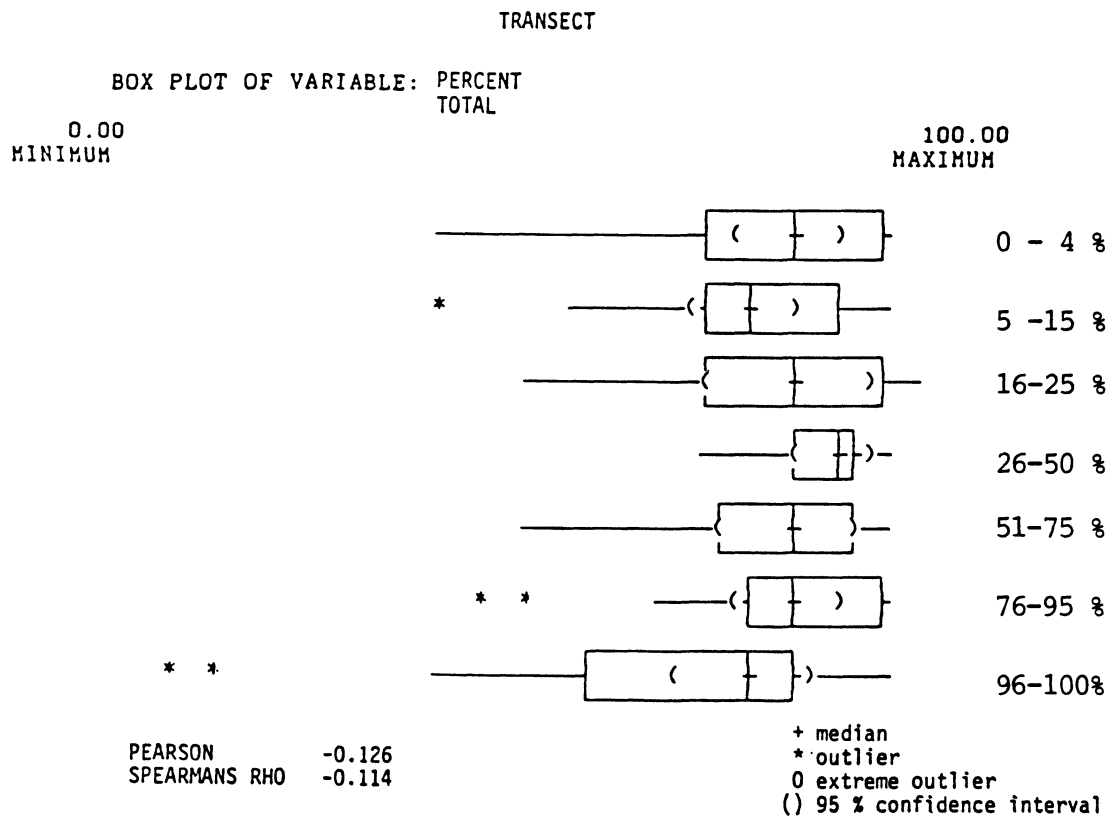 TRANSECT
BOX PLOT OF VARIABLE: PERCENT
TOTAL
0.00
MINIMUM
100.00
MAXIMUM
0 - 4 %
5 -15 %
16-25 %
26-50 %
51-75 %
76-95 %
96-100%
PEARSON -0.126
SPEARMANS RHO -0.114
+ median
* outlier
O extreme outlier
() 95 % confidence interval